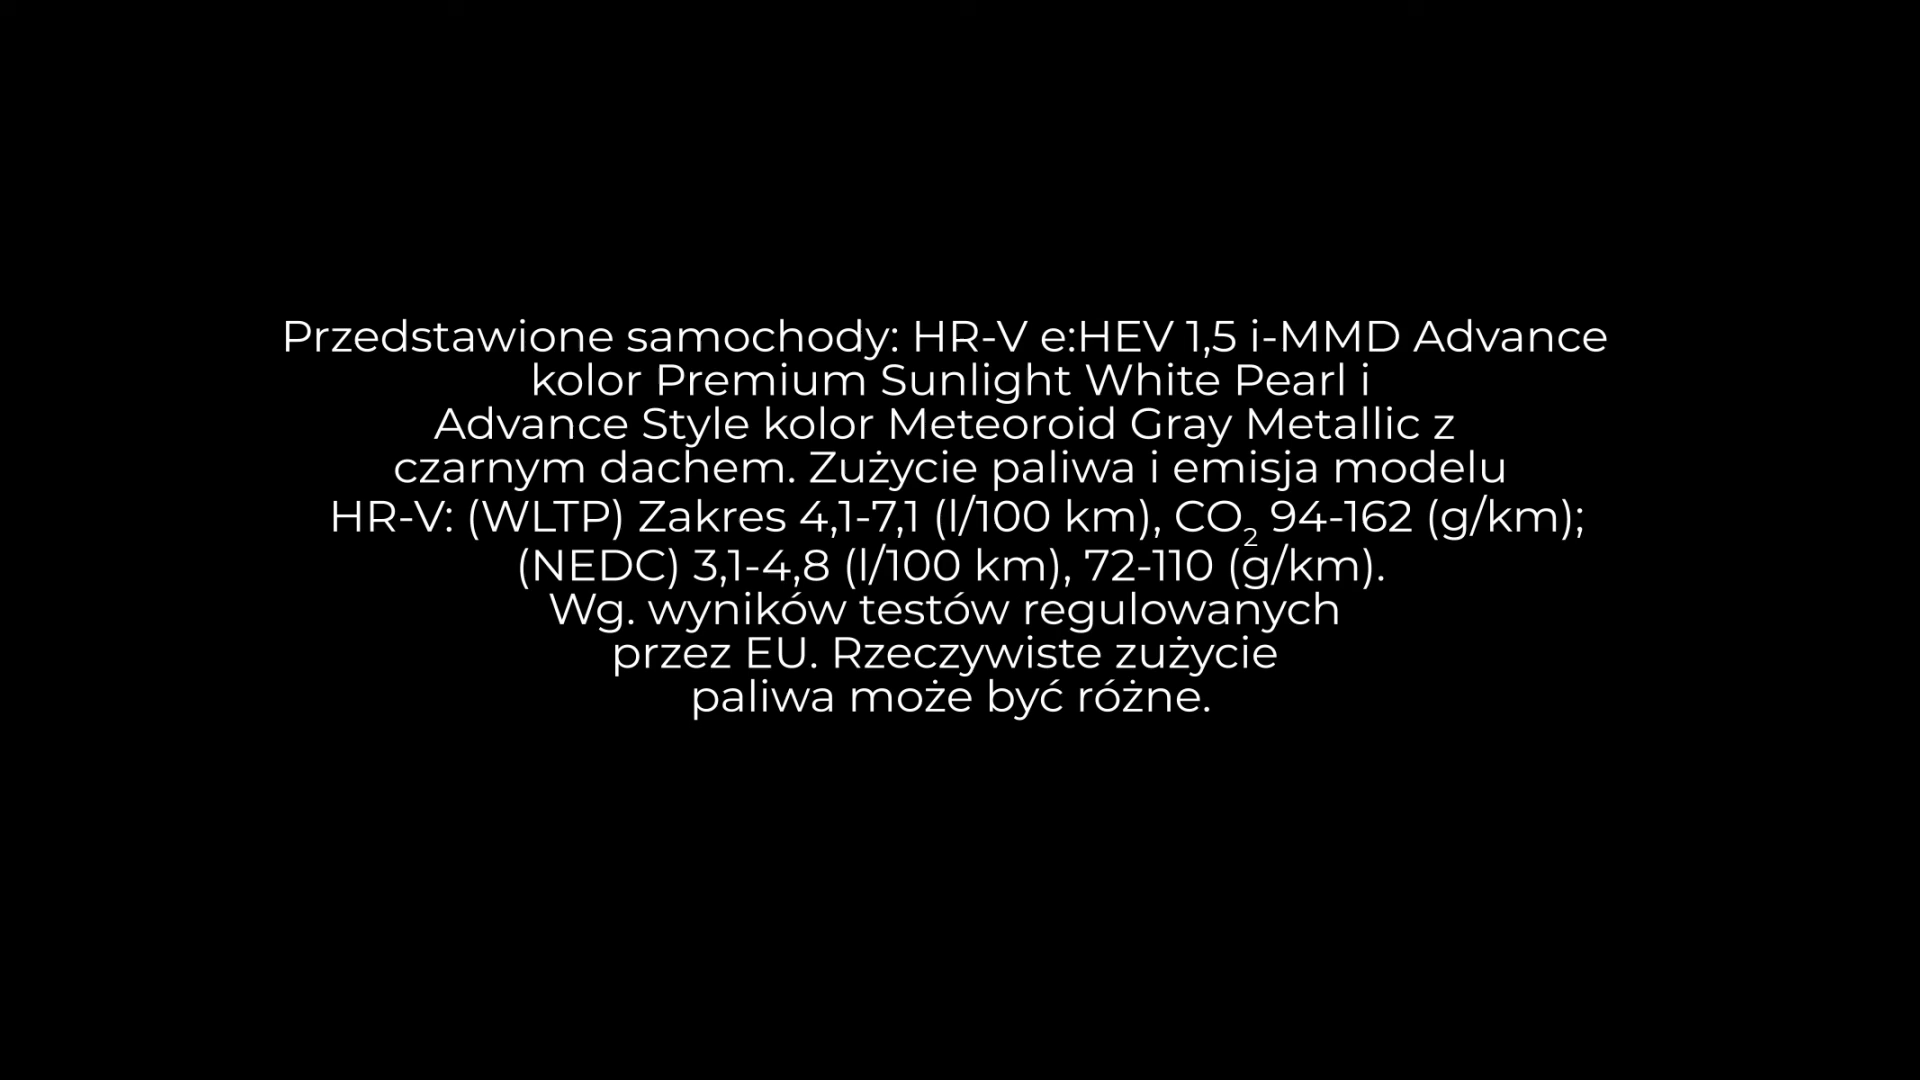 Przedstawione samochody: HR-V e:HEV 1,5 i-MMD Advance
kolor Premium Sunlight White Pearl i
Advance Style kolor Meteoroid Gray Metallic z
czarnym dachem. Zużycie paliwa i emisja modelu
HR-V: (WLTP) Zakres 4,1-7,1 (l/100 km), CO₂ 94-162 (g/km);
(NEDC) 3,1-4,8 (l/100 km), 72-110 (g/km).
Wg. wyników testów regulowanych
przez EU. Rzeczywiste zużycie
paliwa może być różne.